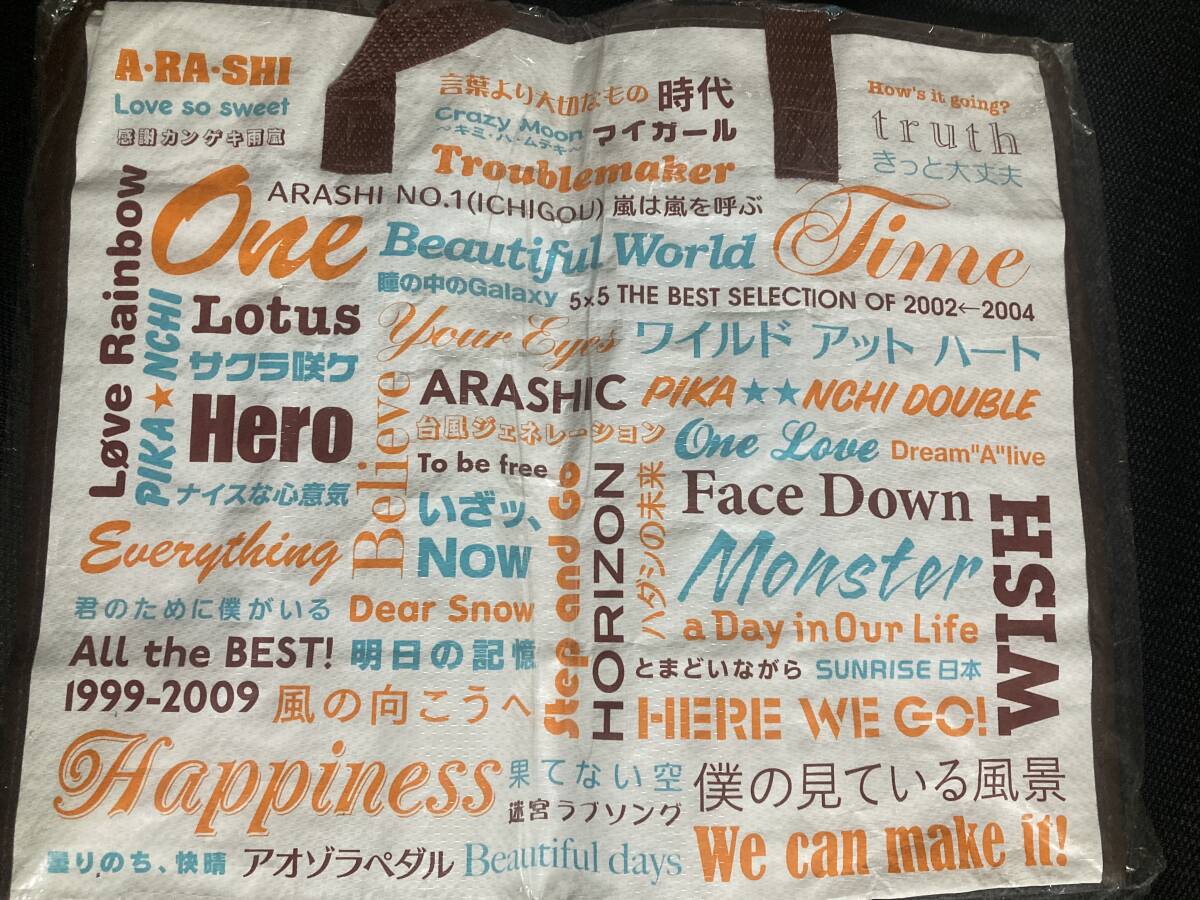 A・RA・SHI
Love so sweet
感謝カンゲキ雨嵐
言葉より大切なもの
時代
Crazy Moon
～キミ・ハ・ムテキ～
マイガール
Troublemaker
How's it going?
truth
きっと大丈夫
One
ARASHI NO.1(ICHIGOU) 嵐は嵐を呼ぶ
Time
Beautiful World
瞳の中のGalaxy
5×5 THE BEST SELECTION OF 2002←2004
Løve Rainbow
PIKA★NCHI
Lotus
サクラ咲ケ
Hero
ナイスな心意気
Your Eyes
ワイルド アット ハート
Believe
ARASHIC
PIKA★★NCHI DOUBLE
台風ジェネレーション
One Love
Dream"A"live
To be free
いざッ、
Now
Step and Go
HORIZON
ハダシの未来
Face Down
Monster
WISH
Everything
君のために僕がいる
Dear Snow
a Day in Our Life
All the BEST!
1999-2009
明日の記憶
とまどいながら
SUNRISE日本
風の向こうへ
HERE WE GO!
Happiness
果てない空
迷宮ラブソング
僕の見ている風景
曇りのち、快晴
アオゾラペダル
Beautiful days
We can make it!